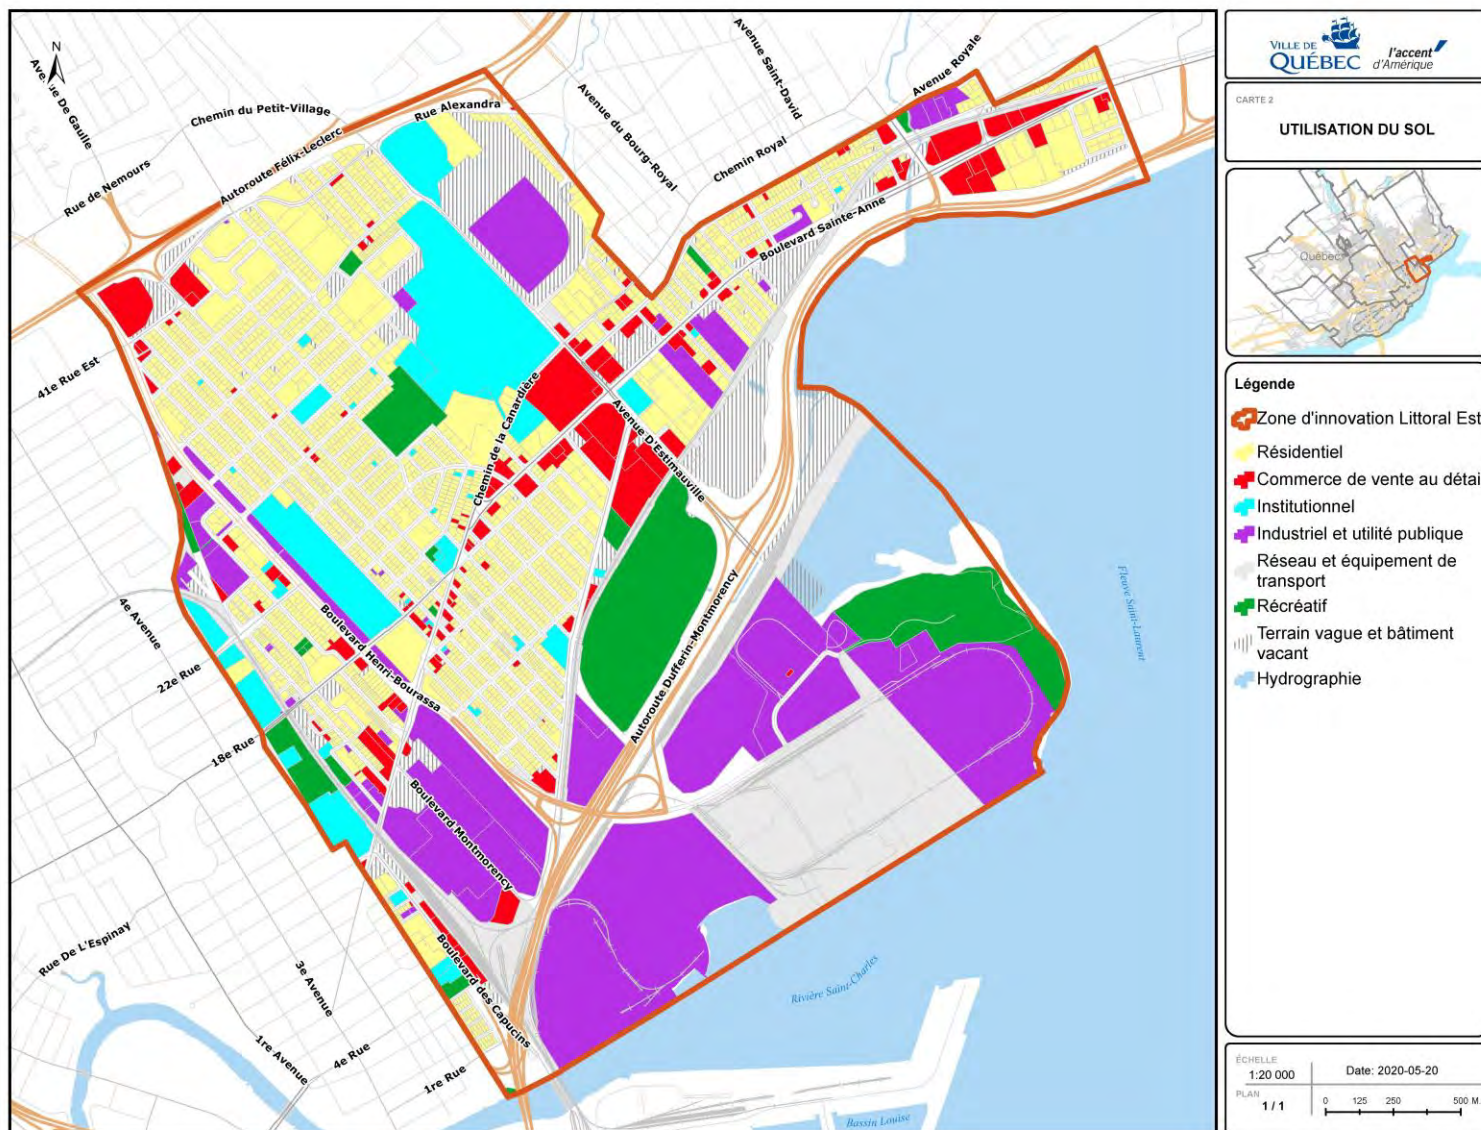 N
Avenue De Gaulle
Chemin du Petit-Village
Rue Alexandra
Avenue Saint-David
Avenue Royale
Avenue du Bourg-Royal
Rue de Nemours
Autoroute Félix-Leclerc
Chemin Royal
Boulevard Sainte-Anne
41e Rue Est
Chemin de la Canardière
Avenue D'Estimauville
4e Avenue
Boulevard Henri-Bourassa
Autoroute Dufferin-Montmorency
Fleuve Saint-Laurent
22e Rue
18e Rue
Boulevard Montmorency
Rue De L'Espinay
3e Avenue
Boulevard des Capucins
Rivière Saint-Charles
1re Avenue
4e Rue
1re Rue
Bassin Louise
VILLE DE
QUÉBEC
l'accent
d'Amérique
CARTE 2
UTILISATION DU SOL
Québec
Légende
Zone d'innovation Littoral Est
Résidentiel
Commerce de vente au détai
Institutionnel
Industriel et utilité publique
Réseau et équipement de
transport
Récréatif
Terrain vague et bâtiment
vacant
Hydrographie
ÉCHELLE
1:20 000
Date: 2020-05-20
PLAN
1 / 1
0 125 250 500 M.